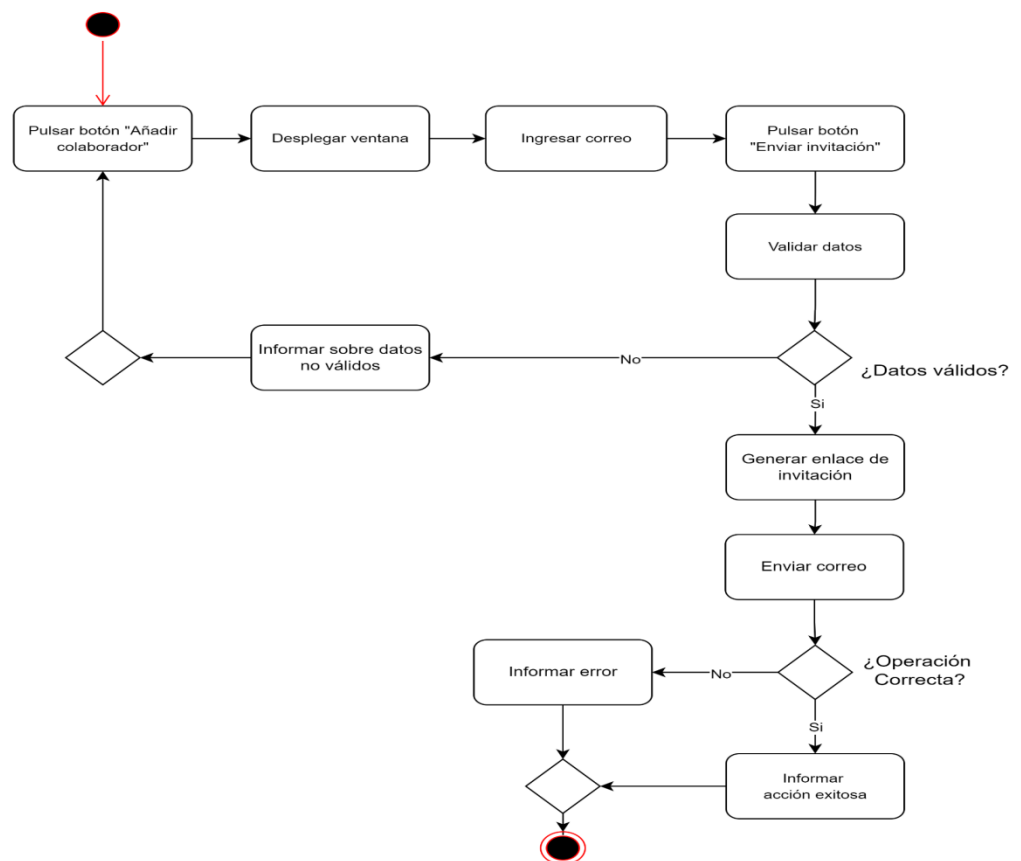 Pulsar botón "Añadir
colaborador"
Desplegar ventana
Ingresar correo
Pulsar botón
"Enviar invitación"
Validar datos
Informar sobre datos
no válidos
No
¿Datos válidos?
Si
Generar enlace de
invitación
Enviar correo
Informar error
No
¿Operación
Correcta?
Si
Informar
acción exitosa